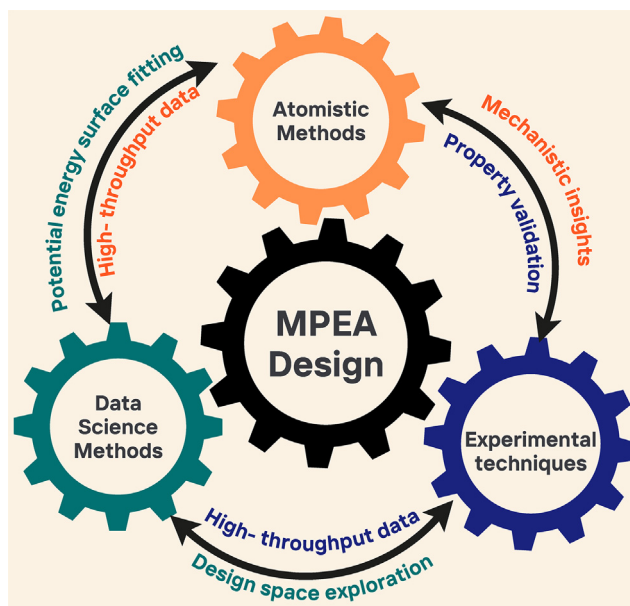 Atomistic
Methods
Potential energy surface fitting
High- throughput data
Mechanistic insights
Property validation
MPEA
Design
Data
Science
Methods
Experimental
techniques
High- throughput data
Design space exploration